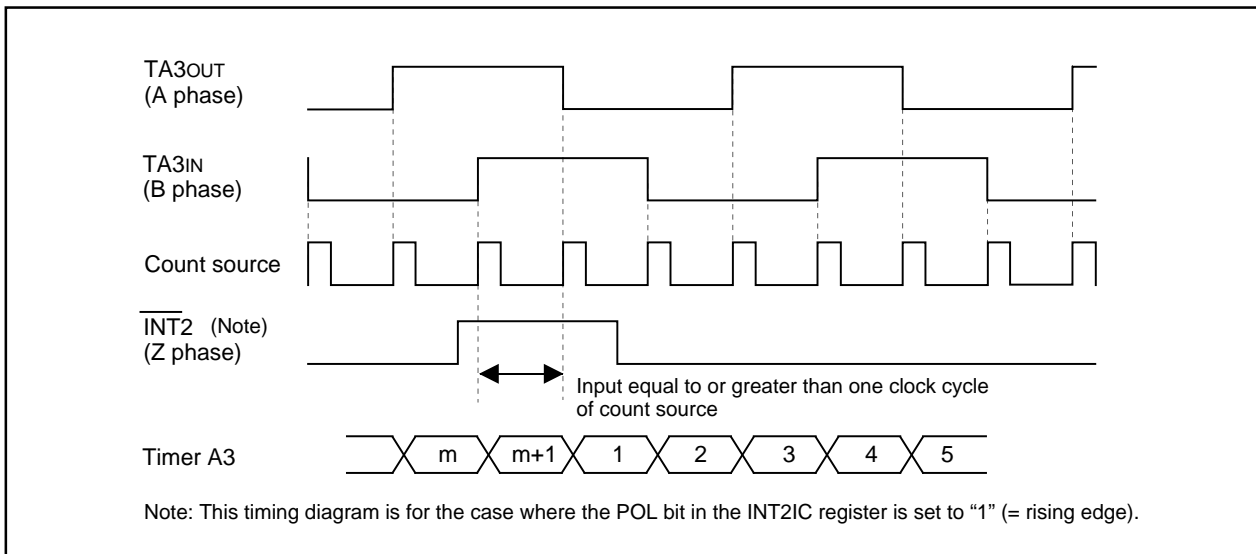 TA3OUT
(A phase)
TA3IN
(B phase)
Count source
INT2 (Note)
(Z phase)
Input equal to or greater than one clock cycle
of count source
Timer A3
m m+1 1 2 3 4 5
Note: This timing diagram is for the case where the POL bit in the INT2IC register is set to “1” (= rising edge).